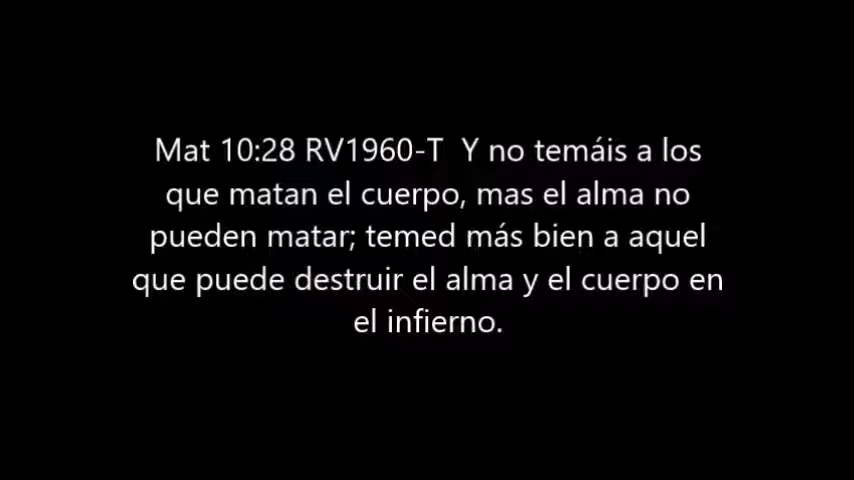 Mat 10:28 RV1960-T  Y no temáis a los
que matan el cuerpo, mas el alma no
pueden matar; temed más bien a aquel
que puede destruir el alma y el cuerpo en
el infierno.